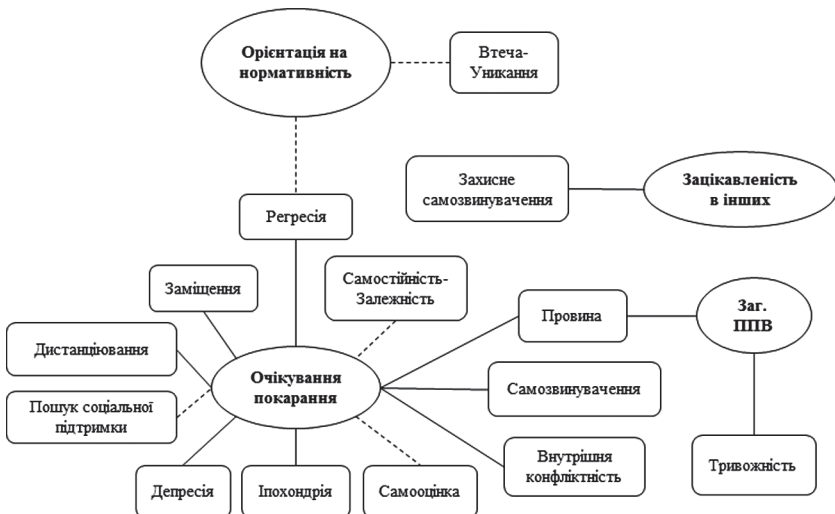 Орієнтація на
нормативність
Втеча-
Уникання
Захисне
самозвинувачення
Зацікавленість
в інших
Регресія
Заміщення
Самостійність-
Залежність
Провина
Заг.
ППВ
Дистанціювання
Очікування
покарання
Самозвинувачення
Пошук соціальної
підтримки
Внутрішня
конфліктність
Тривожність
Депресія
Іпохондрія
Самооцінка